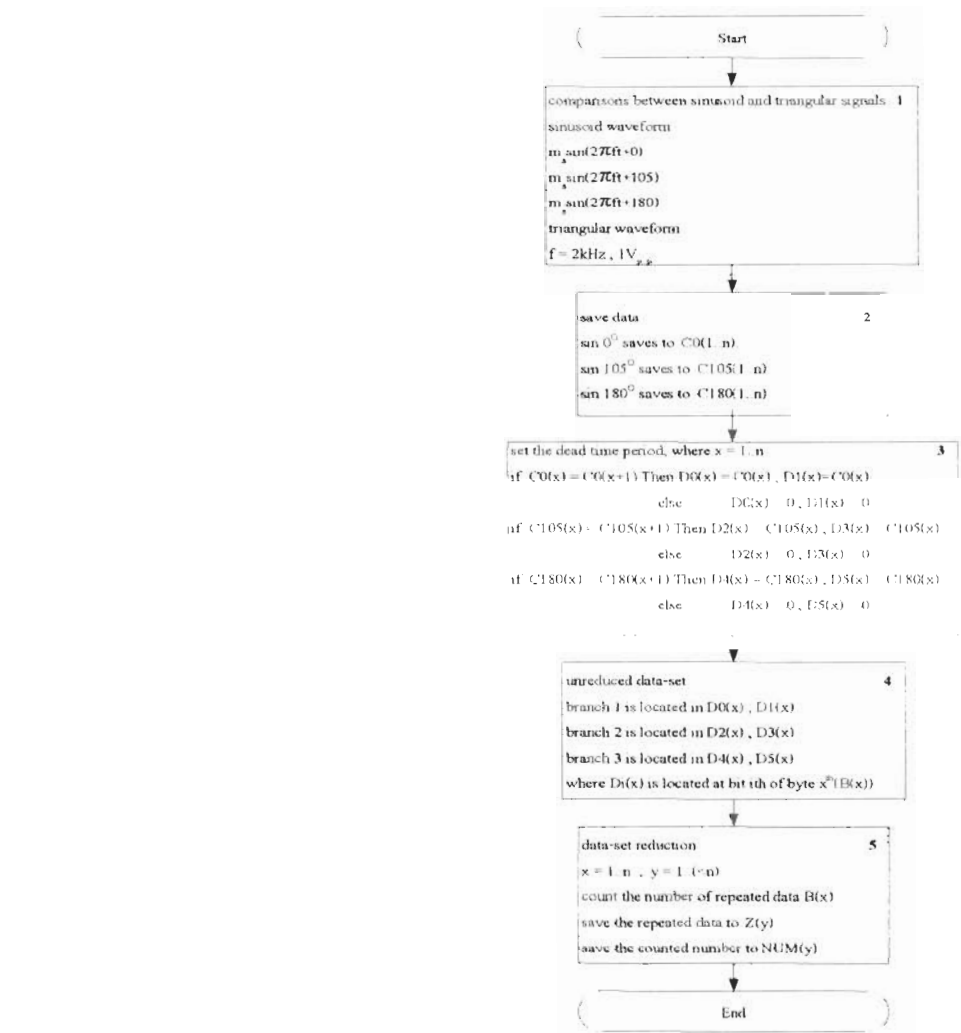 Start
comparisons between sinusoid and triangular signals 1
sinusoid waveform
m_a sin(2πft+0)
m_a sin(2πft+105)
m_a sin(2πft+180)
triangular waveform
f = 2kHz , 1V_p-p
save data 2
sin 0° saves to C0(1..n)
sin 105° saves to C105(1..n)
sin 180° saves to C180(1..n)
set the dead time period, where x = 1..n 3
if C0(x) = C0(x+1) Then D0(x) = C0(x) , D1(x)= C0(x)
else D0(x) 0 , D1(x) 0
if C105(x) = C105(x+1) Then D2(x) C105(x) , D3(x) C105(x)
else D2(x) 0 , D3(x) 0
if C180(x) C180(x+1) Then D4(x) = C180(x) , D5(x) C180(x)
else D4(x) 0 , D5(x) 0
unreduced data-set 4
branch 1 is located in D0(x) , D1(x)
branch 2 is located in D2(x) , D3(x)
branch 3 is located in D4(x) , D5(x)
where Di(x) is located at bit ith of byte x^th (B(x))
data-set reduction 5
x = 1..n , y = 1..(<n)
count the number of repeated data B(x)
save the repeated data to Z(y)
save the counted number to NUM(y)
End